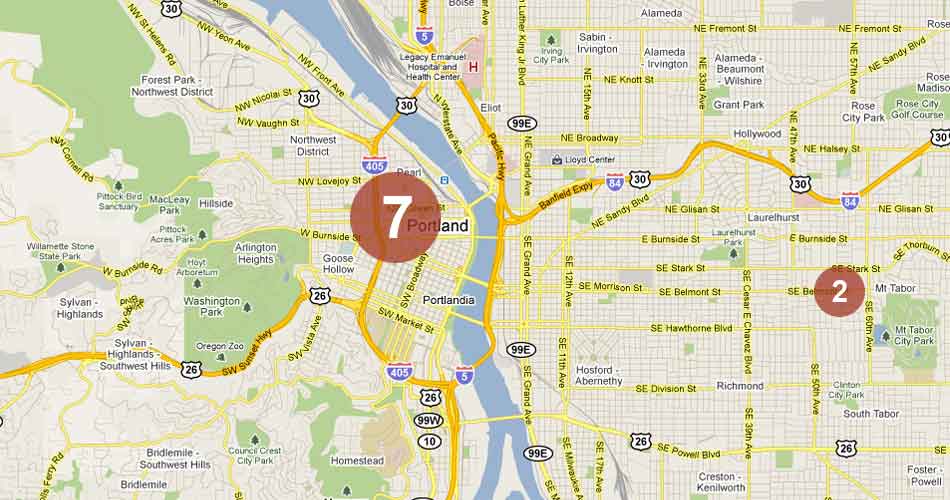 30
Boise
Alameda
NE Fremont St
NE Fremont St
NW Yeon Ave
NW St Helens Rd
5
Luther King Jr Blvd
Irving
City Park
Sabin -
Irvington
Alameda
- Irvington
NE 33rd Ave
Alameda -
Beaumont
- Wilshire
NE 57th Ave
NE Sandy Blvd
Rose
Legacy Emanuel
Hospital and
Health Center
H
NW Front Ave
Forest Park -
Northwest District
NE 15th Ave
NE Knott St
Rose City
Golf Course
Rose
City Park
NW Nicolai St
30
30
N Interstate Ave
Eliot
Grant Park
NW Vaughn St
99E
NE 47th Ave
Northwest
District
Pacific Hwy
NE Broadway
Hollywood
NE Halsey St
30
NW Cornell Rd
405
Lloyd Center
NE Grand Ave
Pearl
NW Lovejoy St
84
30
30
84
Pittock Bird
Sanctuary
MacLeay
Park
Hillside
Banfield Expy
NE Sandy Blvd
NE Glisan St
NE Glisan St
7
Portland
Laurelhurst
Pittock
Acres Park
W Burnside St
Laurelhurst
Park
E Burnside St
E Burnside St
Willamette Stone
State Park
Arlington
Heights
Goose
Hollow
SE Thorburn St
W Burnside Rd
Hoyt
Arboretum
SW Broadway
SE Grand Ave
SE 12th Ave
SE Stark St
SE Stark St
26
SE Morrison St
SE Belmont St
2
Mt Tabor
Sylvan -
Highlands
Washington
Park
Portlandia
SE Cesar E Chavez Blvd
SE 60th Ave
SW Market St
SE Hawthorne Blvd
Mt Tabor
City Park
Oregon Zoo
SW Vista Ave
99E
SE 11th Ave
Sylvan -
Highlands -
Southwest Hills
26
SW Sunset Hwy
405
5
Hosford -
Abernethy
SE 50th Ave
SE Division St
Richmond
Clinton
City Park
26
SE Grand Ave
99W
SE 39th Ave
South Tabor
10
26
26
SE Powell Blvd
Bridlemile -
Southwest Hills
Council Crest
City Park
Homestead
99E
SE Milwaukie Ave
SE 17th Ave
Creston -
Kenilworth
Foster -
Powell
Bridlemile